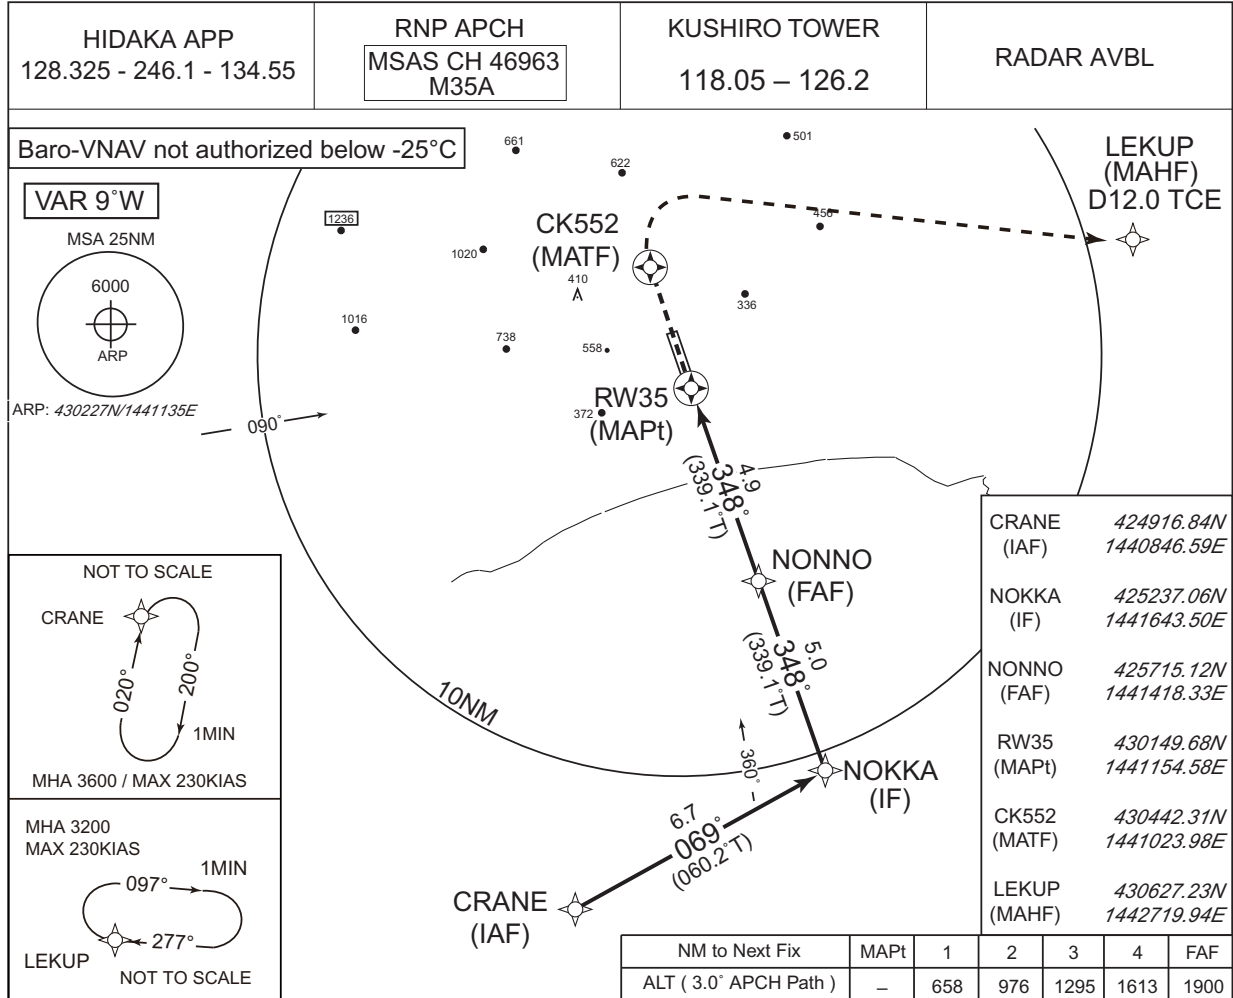 HIDAKA APP
128.325 - 246.1 - 134.55
RNP APCH
MSAS CH 46963
M35A
KUSHIRO TOWER
118.05 – 126.2
RADAR AVBL
Baro-VNAV not authorized below -25°C
VAR 9°W
MSA 25NM
6000
ARP
ARP: 430227N/1441135E
661
622
501
1236
1020
410
456
336
1016
738
558
372
LEKUP
(MAHF)
D12.0 TCE
CK552
(MATF)
RW35
(MAPt)
090°
4.9
348°
(339.1°T)
NONNO
(FAF)
5.0
348°
(339.1°T)
10NM
360°
NOKKA
(IF)
6.7
069°
(060.2°T)
CRANE
(IAF)
NOT TO SCALE
CRANE
020°
200°
1MIN
MHA 3600 / MAX 230KIAS
MHA 3200
MAX 230KIAS
1MIN
097°
277°
LEKUP
NOT TO SCALE
CRANE 424916.84N
(IAF) 1440846.59E
NOKKA 425237.06N
(IF) 1441643.50E
NONNO 425715.12N
(FAF) 1441418.33E
RW35 430149.68N
(MAPt) 1441154.58E
CK552 430442.31N
(MATF) 1441023.98E
LEKUP 430627.23N
(MAHF) 1442719.94E
NM to Next Fix MAPt 1 2 3 4 FAF
ALT ( 3.0° APCH Path ) – 658 976 1295 1613 1900